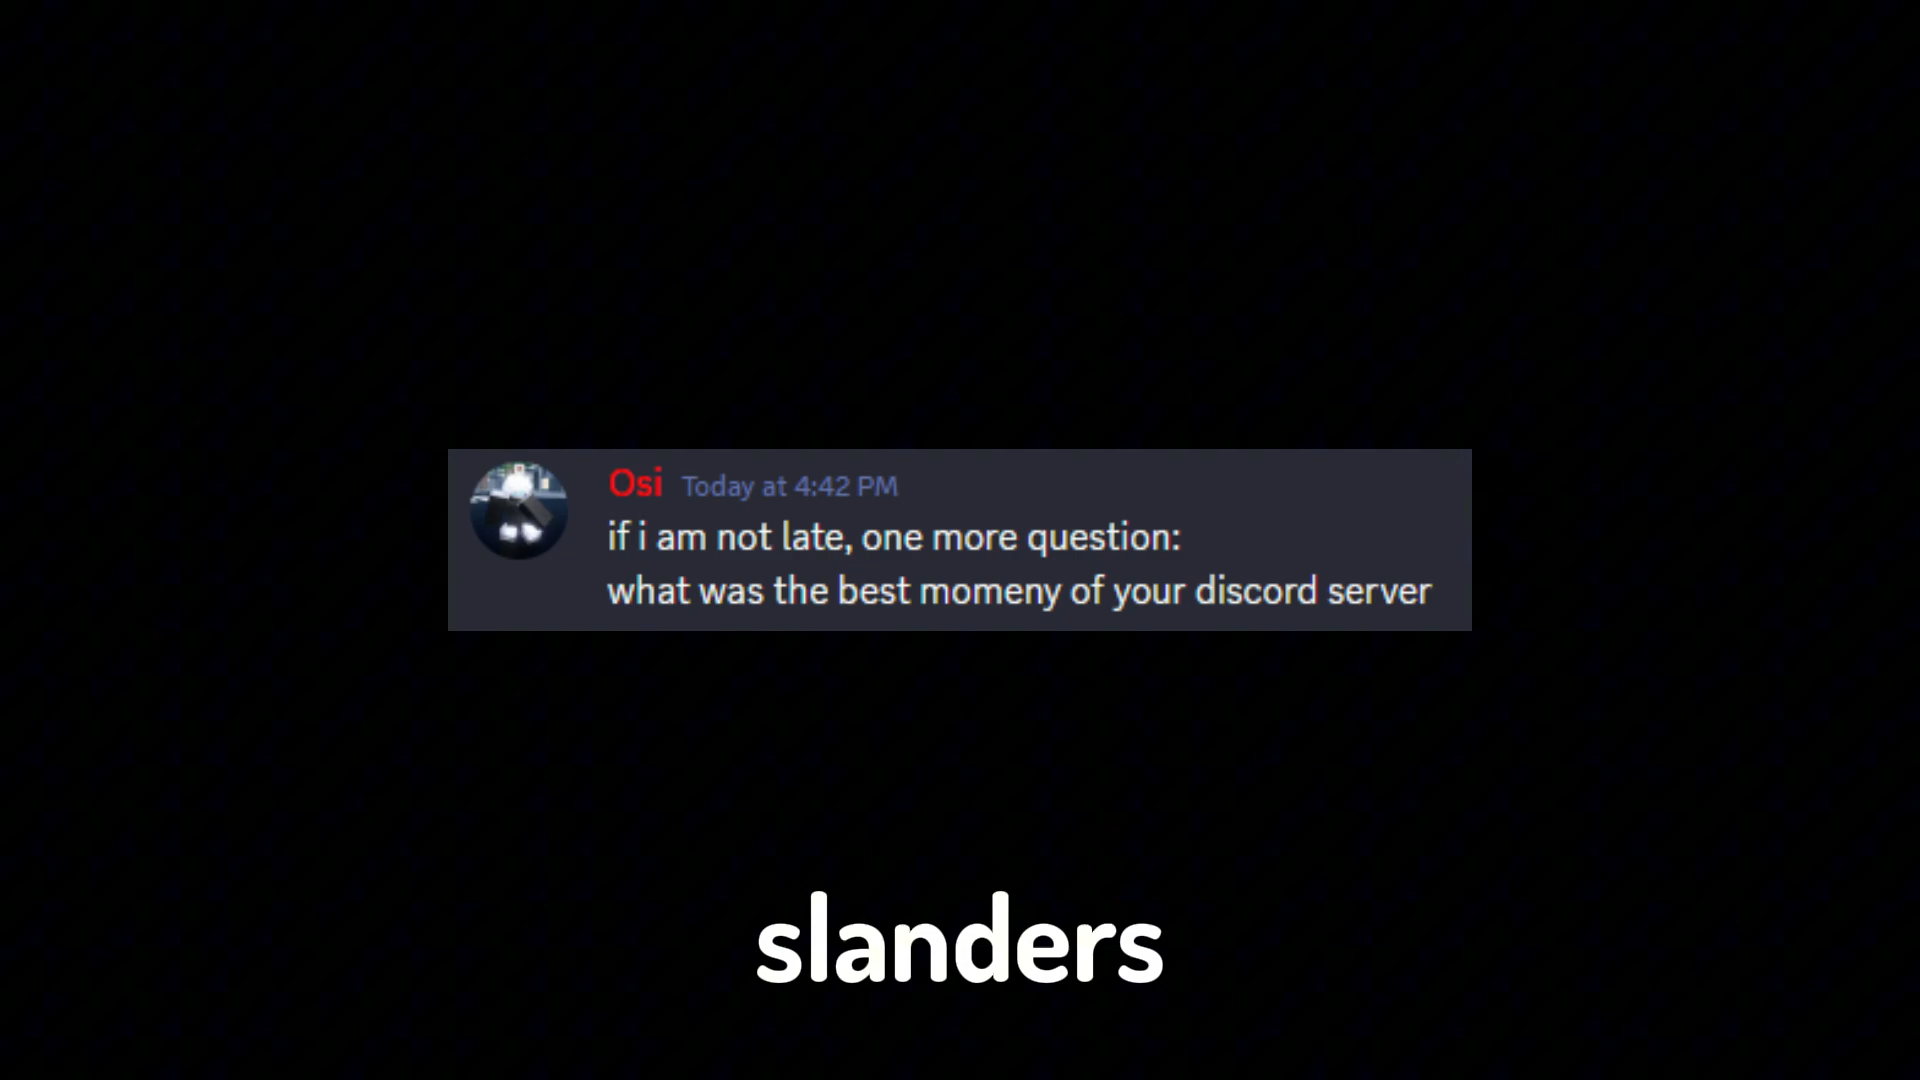 Osi Today at 4:42 PM
if i am not late, one more question:
what was the best momeny of your discord server
slanders